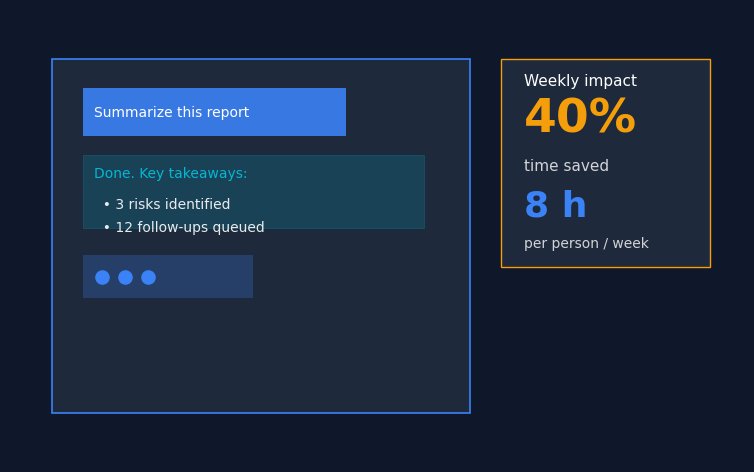 Summarize this report
Done. Key takeaways:
• 3 risks identified
• 12 follow-ups queued
Weekly impact
40%
time saved
8 h
per person / week